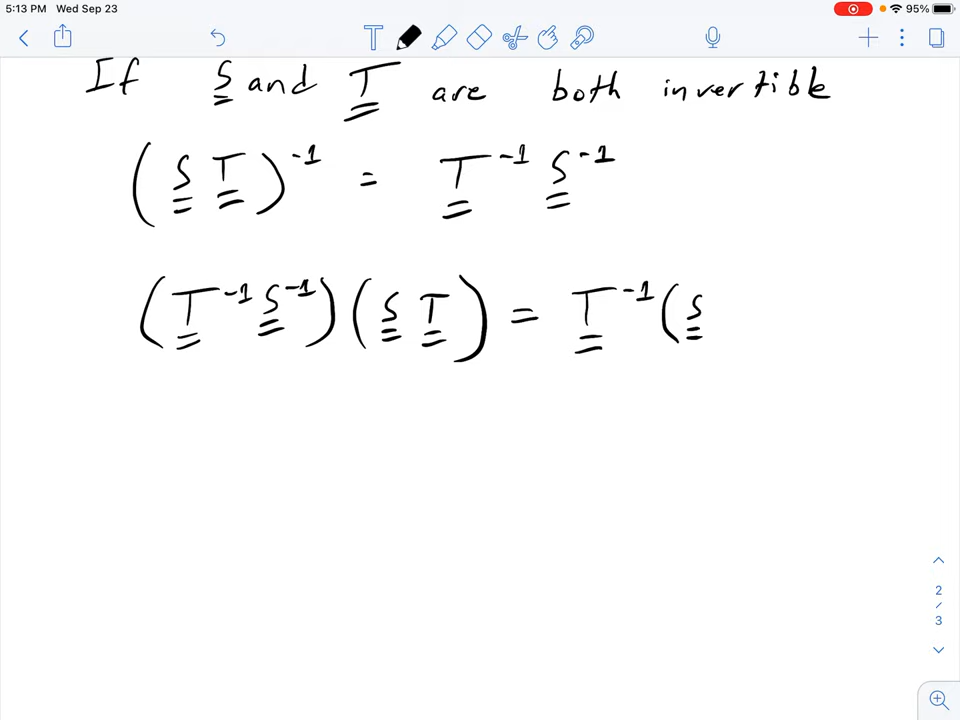 5:13 PM Wed Sep 23 95%
T
If S and T are both invertible
(S T)⁻¹ = T⁻¹ S⁻¹
(T⁻¹ S⁻¹)(S T) = T⁻¹(S
2
/
3